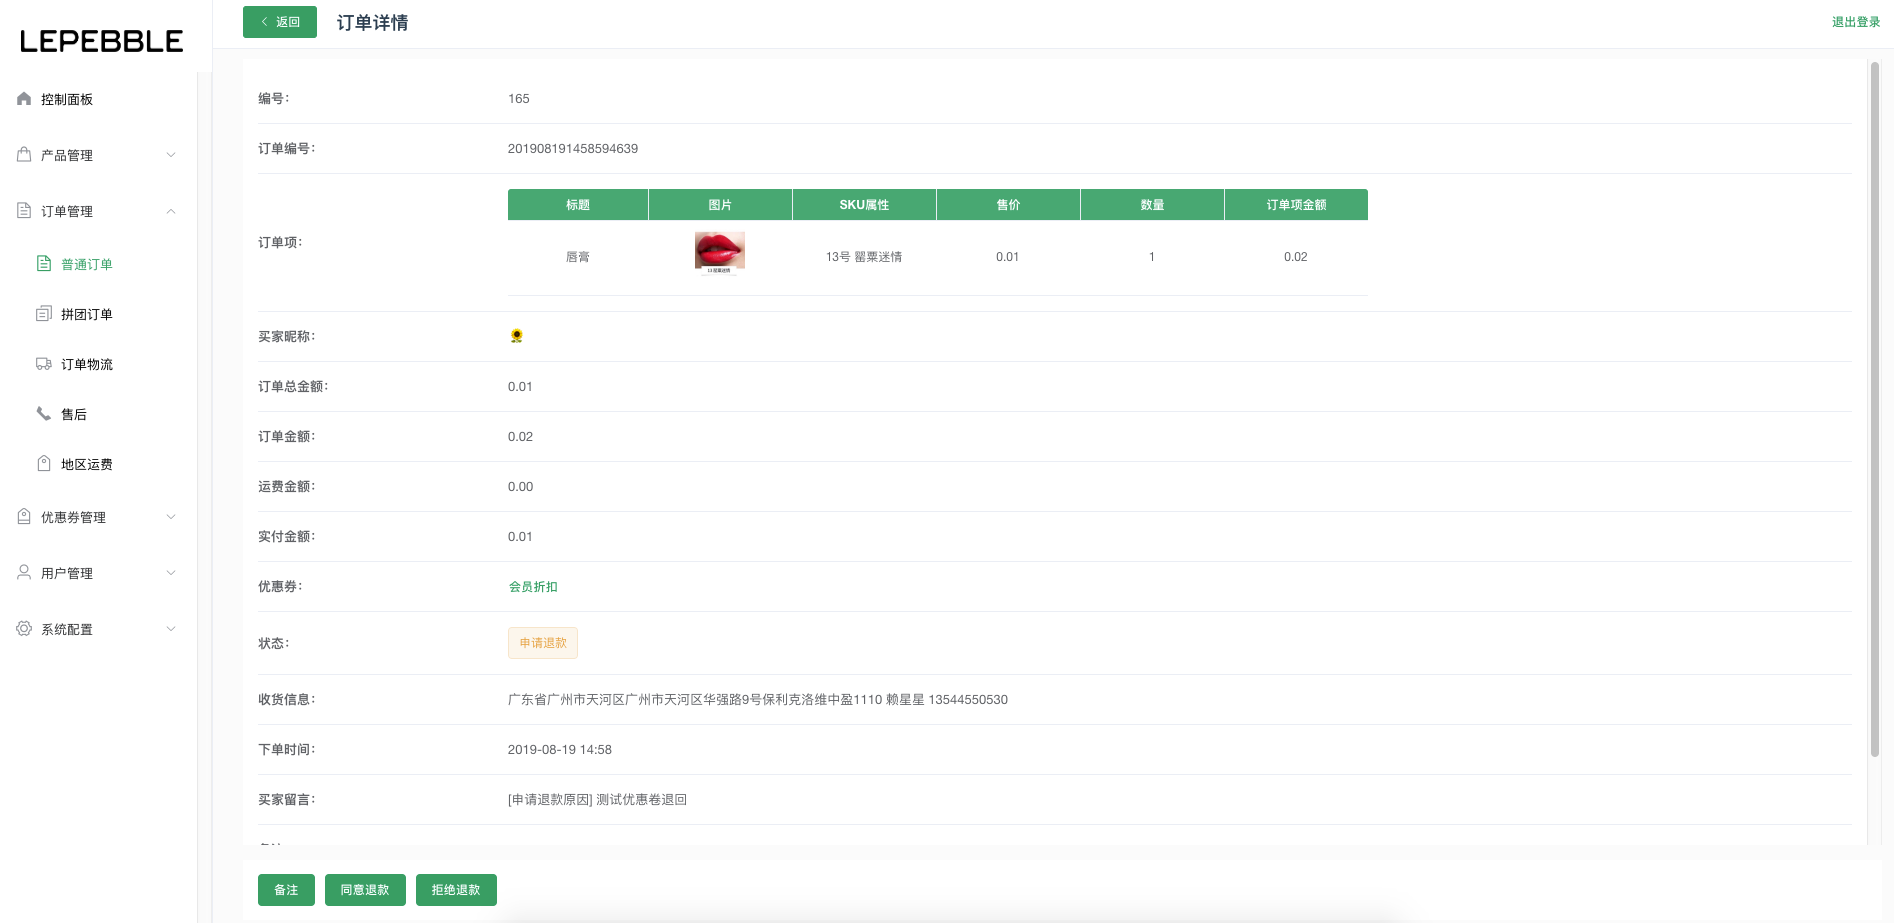 LEPEBBLE
返回
订单详情
退出登录
控制面板
产品管理
订单管理
普通订单
拼团订单
订单物流
售后
地区运费
优惠券管理
用户管理
系统配置
编号： 165
订单编号： 201908191458594639
订单项：
标题 图片 SKU属性 售价 数量 订单项金额
唇膏 13号 罂粟迷情 0.01 1 0.02
13 罂粟迷情
买家昵称： 🌻
订单总金额： 0.01
订单金额： 0.02
运费金额： 0.00
实付金额： 0.01
优惠券： 会员折扣
状态： 申请退款
收货信息： 广东省广州市天河区广州市天河区华强路9号保利克洛维中盈1110 赖星星 13544550530
下单时间： 2019-08-19 14:58
买家留言： [申请退款原因] 测试优惠卷退回
备注 同意退款 拒绝退款